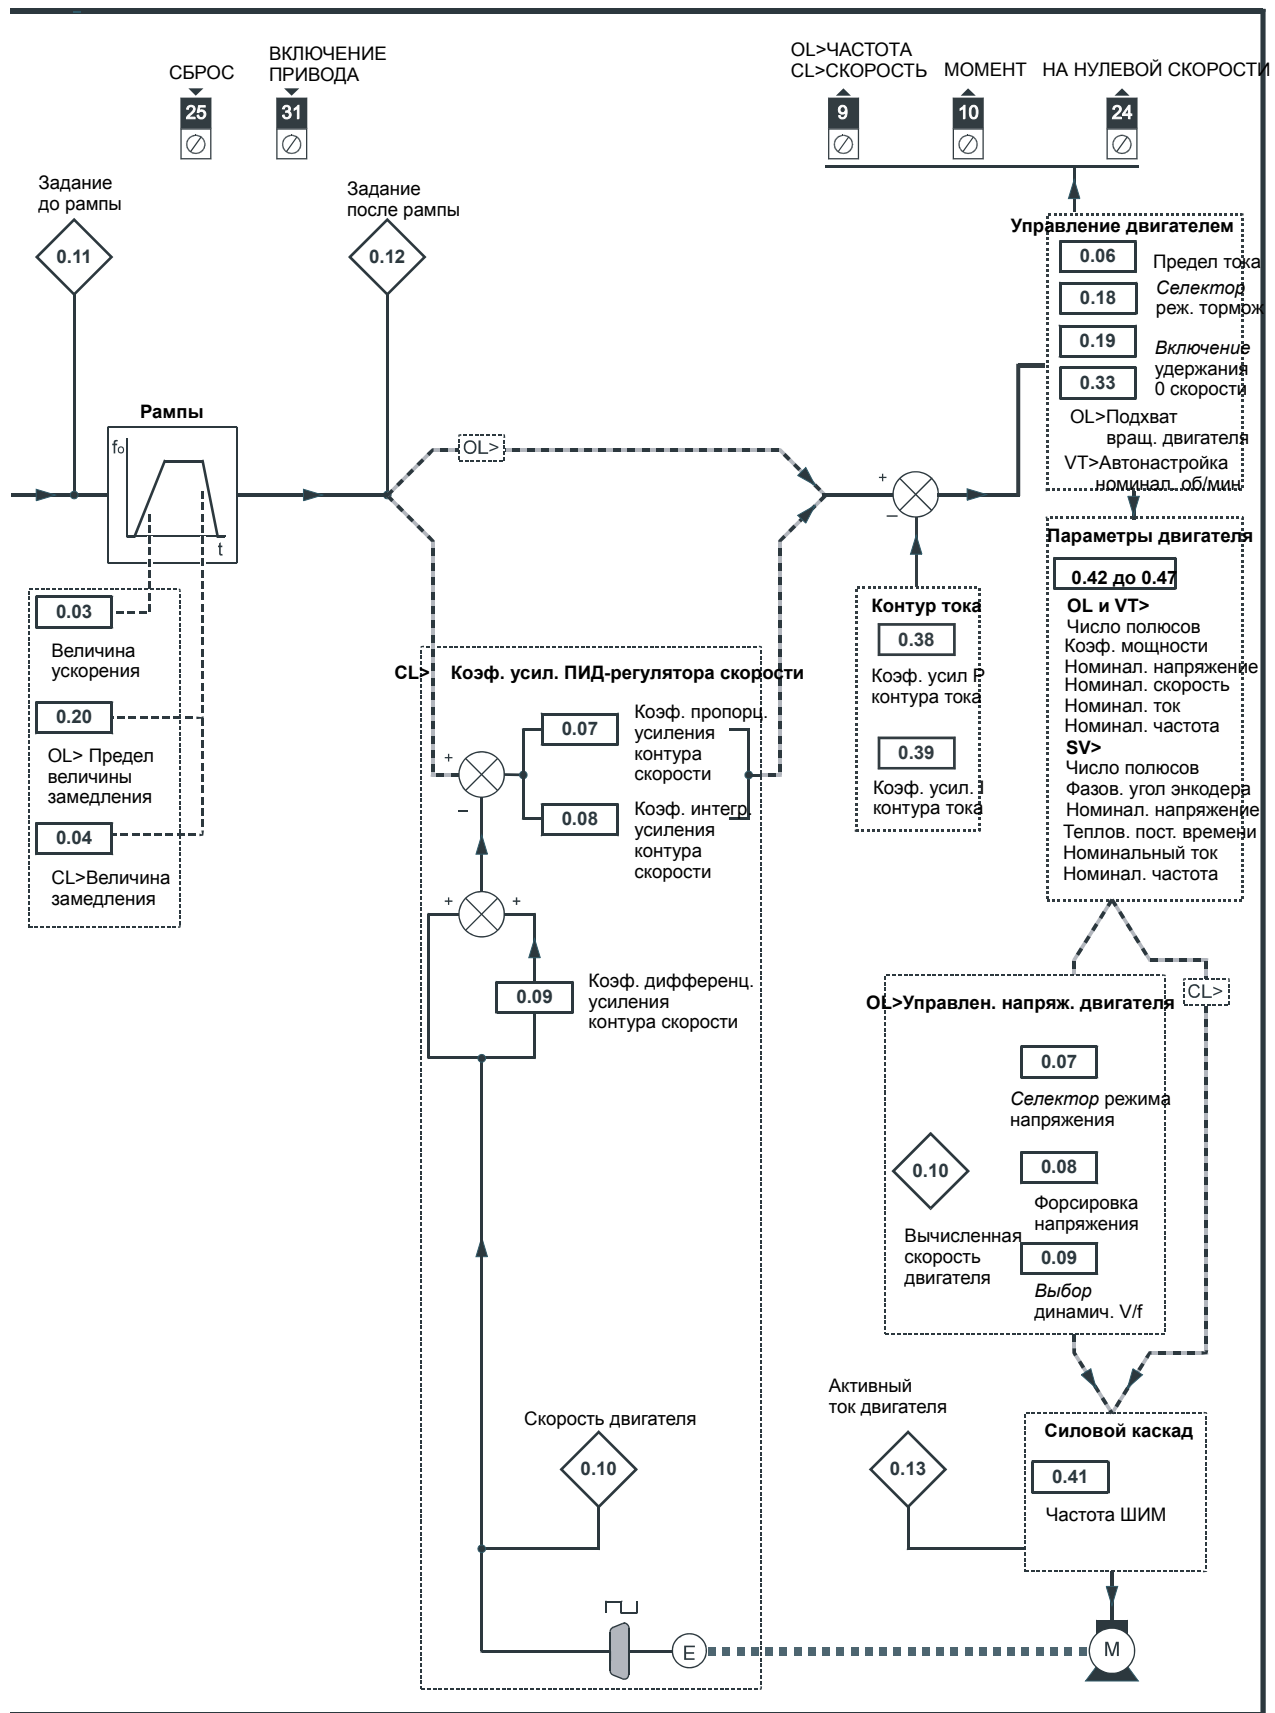 OL>ЧАСТОТА
CL>СКОРОСТЬ
МОМЕНТ
НА НУЛЕВОЙ СКОРОСТИ
ВКЛЮЧЕНИЕ
ПРИВОДА
СБРОС
25
31
9
10
24
Задание
до рампы
0.11
Задание
после рампы
0.12
Управление двигателем
0.06
Предел тока
0.18
Селектор
реж. тормож
0.19
0.33
Включение
удержания
0 скорости
OL>Подхват
вращ. двигателя
VT>Автонастройка
номинал. об/мин
Рампы
fo
t
OL>
+
−
Параметры двигателя
0.42 до 0.47
OL и VT>
Число полюсов
Коэф. мощности
Номинал. напряжение
Номинал. скорость
Номинал. ток
Номинал. частота
SV>
Число полюсов
Фазов. угол энкодера
Номинал. напряжение
Теплов. пост. времени
Номинальный ток
Номинал. частота
0.03
Величина
ускорения
0.20
OL> Предел
величины
замедления
0.04
CL>Величина
замедления
Контур тока
0.38
Коэф. усил P
контура тока
0.39
Коэф. усил. I
контура тока
CL>
Коэф. усил. ПИД-регулятора скорости
+
−
0.07
Коэф. пропорц.
усиления
контура
скорости
0.08
Коэф. интегр.
усиления
контура
скорости
+
+
0.09
Коэф. дифференц.
усиления
контура скорости
CL>
OL>Управлен. напряж. двигателя
0.07
Селектор режима
напряжения
0.10
Вычисленная
скорость
двигателя
0.08
Форсировка
напряжения
0.09
Выбор
динамич. V/f
Активный
ток двигателя
0.13
Скорость двигателя
0.10
Силовой каскад
0.41
Частота ШИМ
E
M